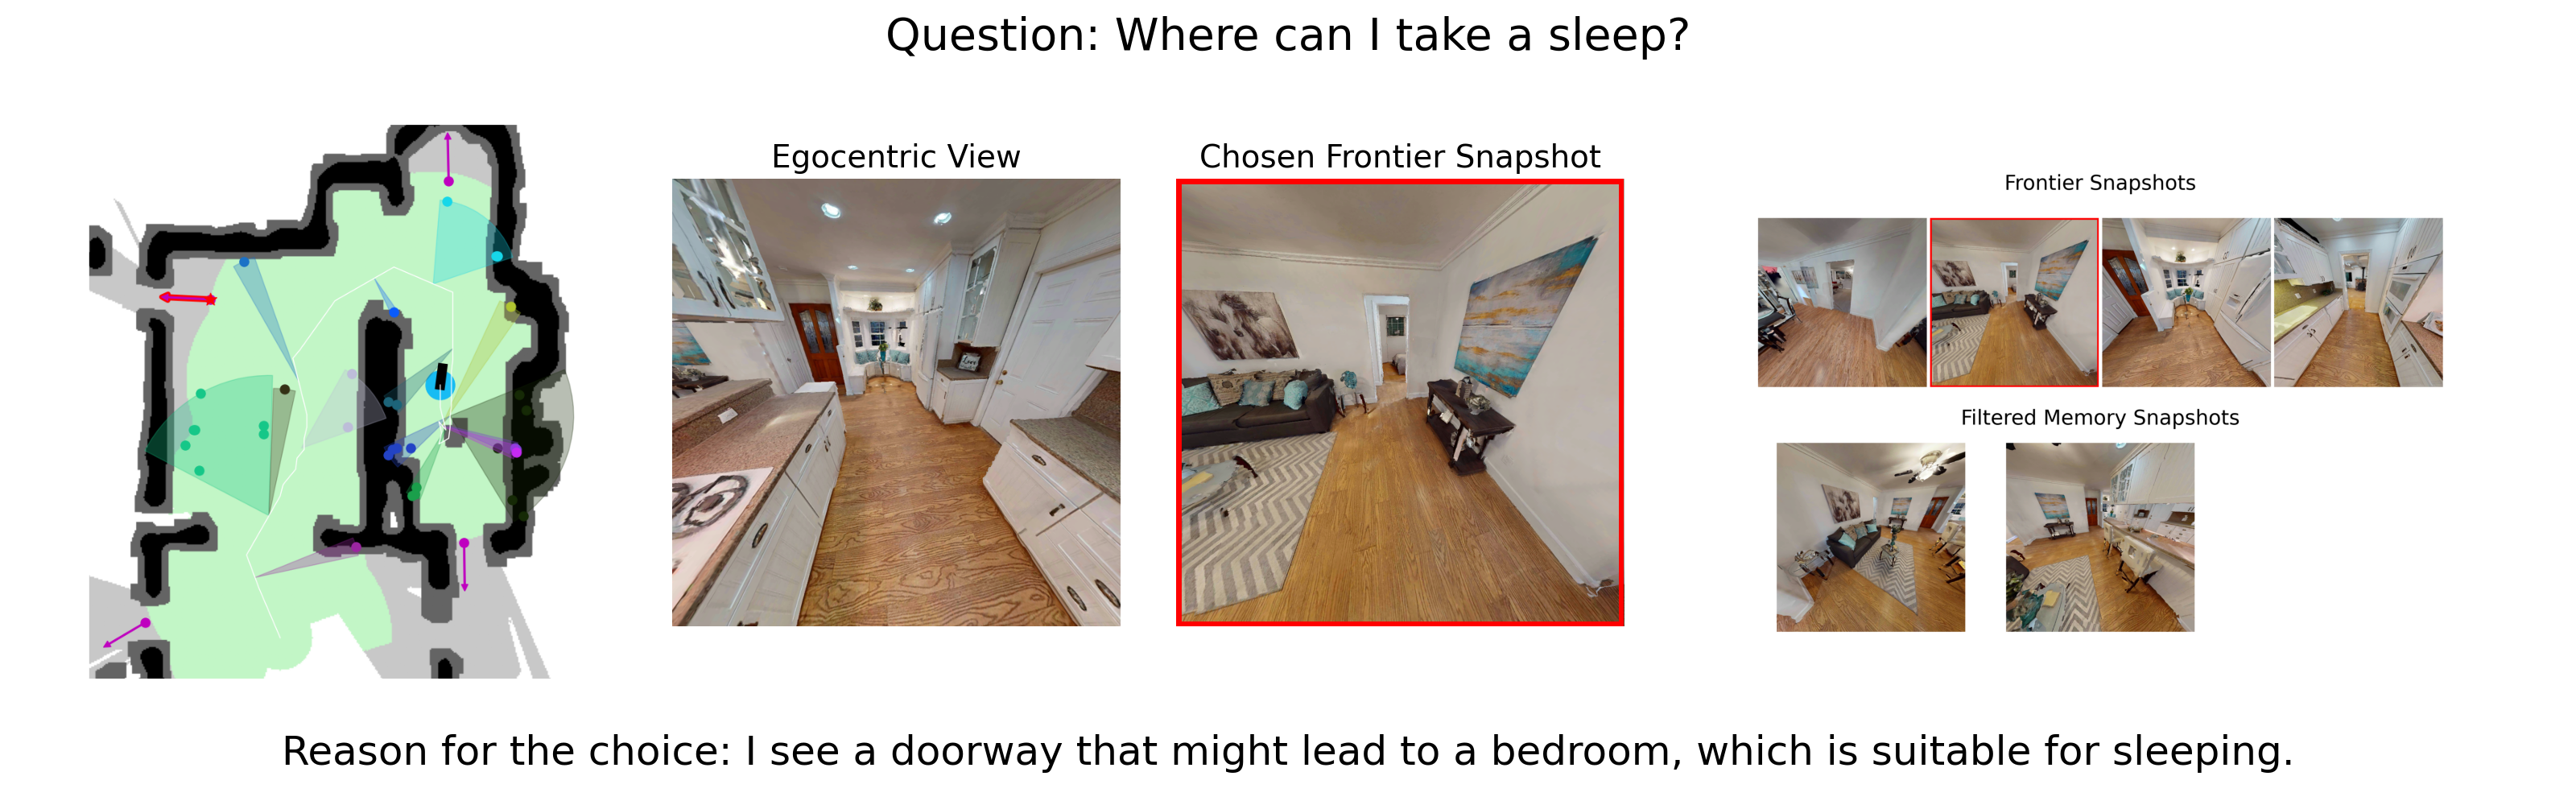 Question: Where can I take a sleep?
Egocentric View
Chosen Frontier Snapshot
Frontier Snapshots
Filtered Memory Snapshots
Reason for the choice: I see a doorway that might lead to a bedroom, which is suitable for sleeping.